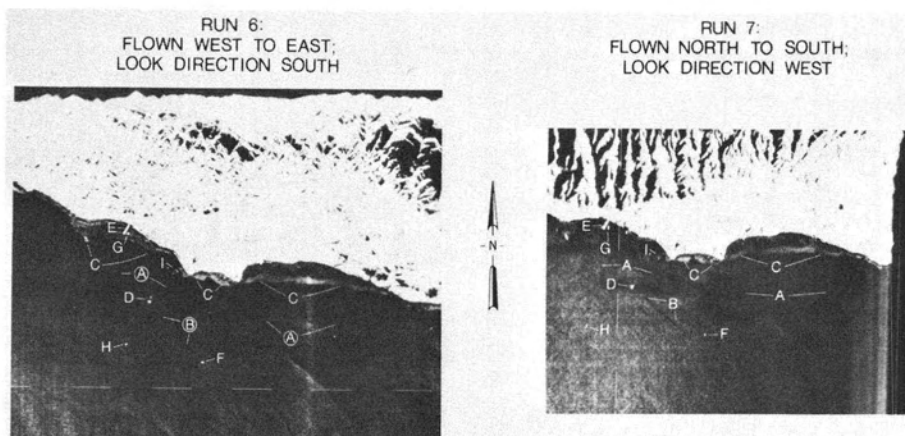 RUN 6:
FLOWN WEST TO EAST;
LOOK DIRECTION SOUTH
RUN 7:
FLOWN NORTH TO SOUTH;
LOOK DIRECTION WEST
E
G
C
A
I
D
C
C
B
A
H
F
N
E
G
I
A
C
C
D
B
A
H
F